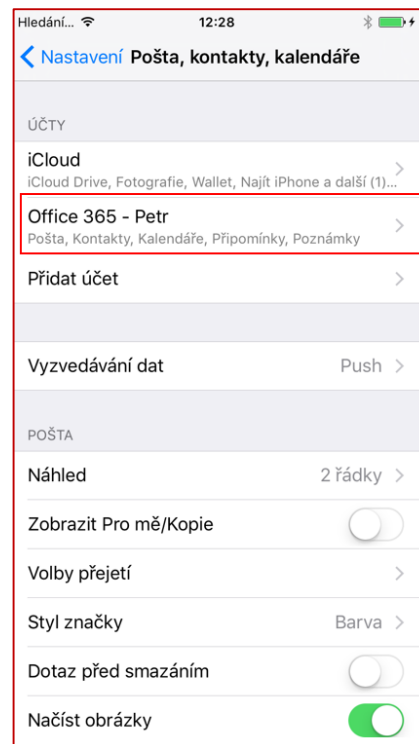 Hledání... 12:28
Nastavení Pošta, kontakty, kalendáře
ÚČTY
iCloud
iCloud Drive, Fotografie, Wallet, Najít iPhone a další (1)...
Office 365 - Petr
Pošta, Kontakty, Kalendáře, Připomínky, Poznámky
Přidat účet
Vyzvedávání dat Push
POŠTA
Náhled 2 řádky
Zobrazit Pro mě/Kopie
Volby přejetí
Styl značky Barva
Dotaz před smazáním
Načíst obrázky